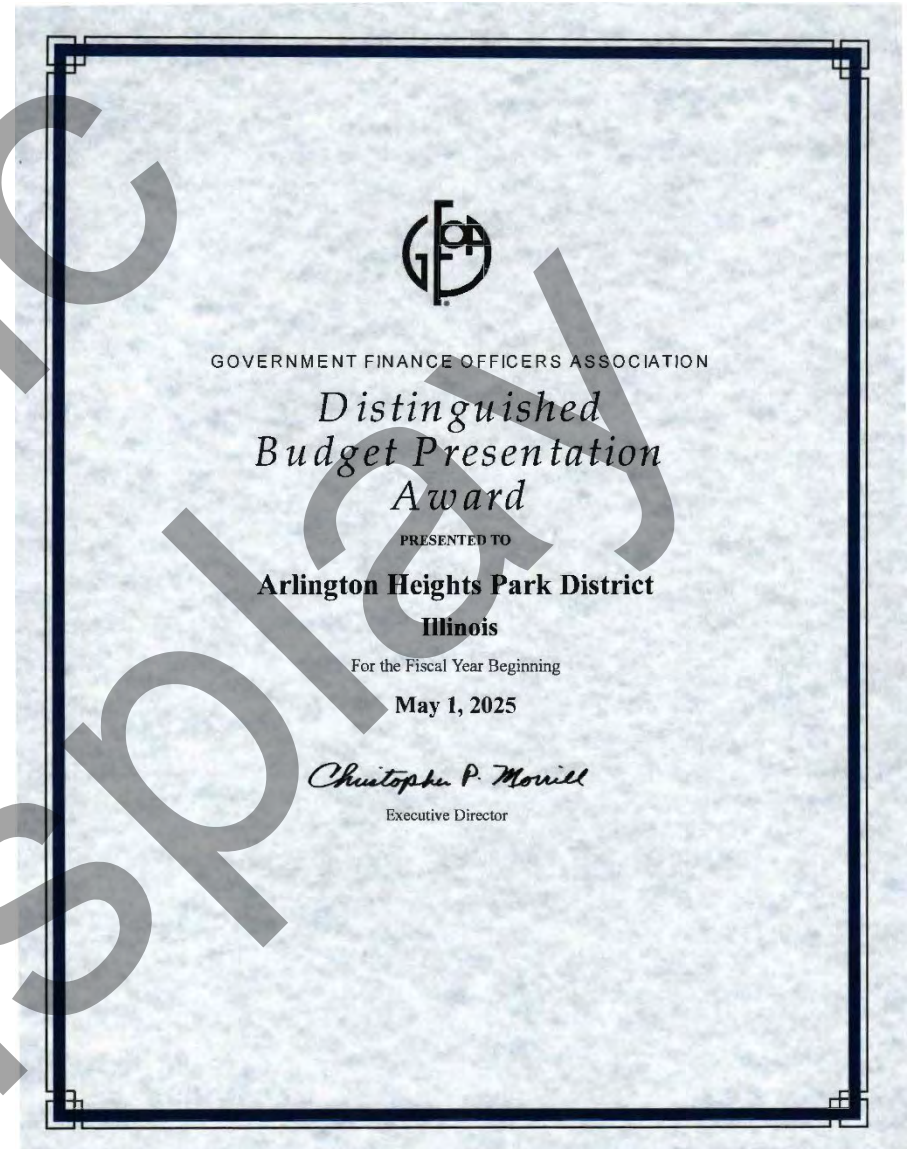 GFOA
GOVERNMENT FINANCE OFFICERS ASSOCIATION
Distinguished
Budget Presentation
Award
PRESENTED TO
Arlington Heights Park District
Illinois
For the Fiscal Year Beginning
May 1, 2025
Christopher P. Morrill
Executive Director